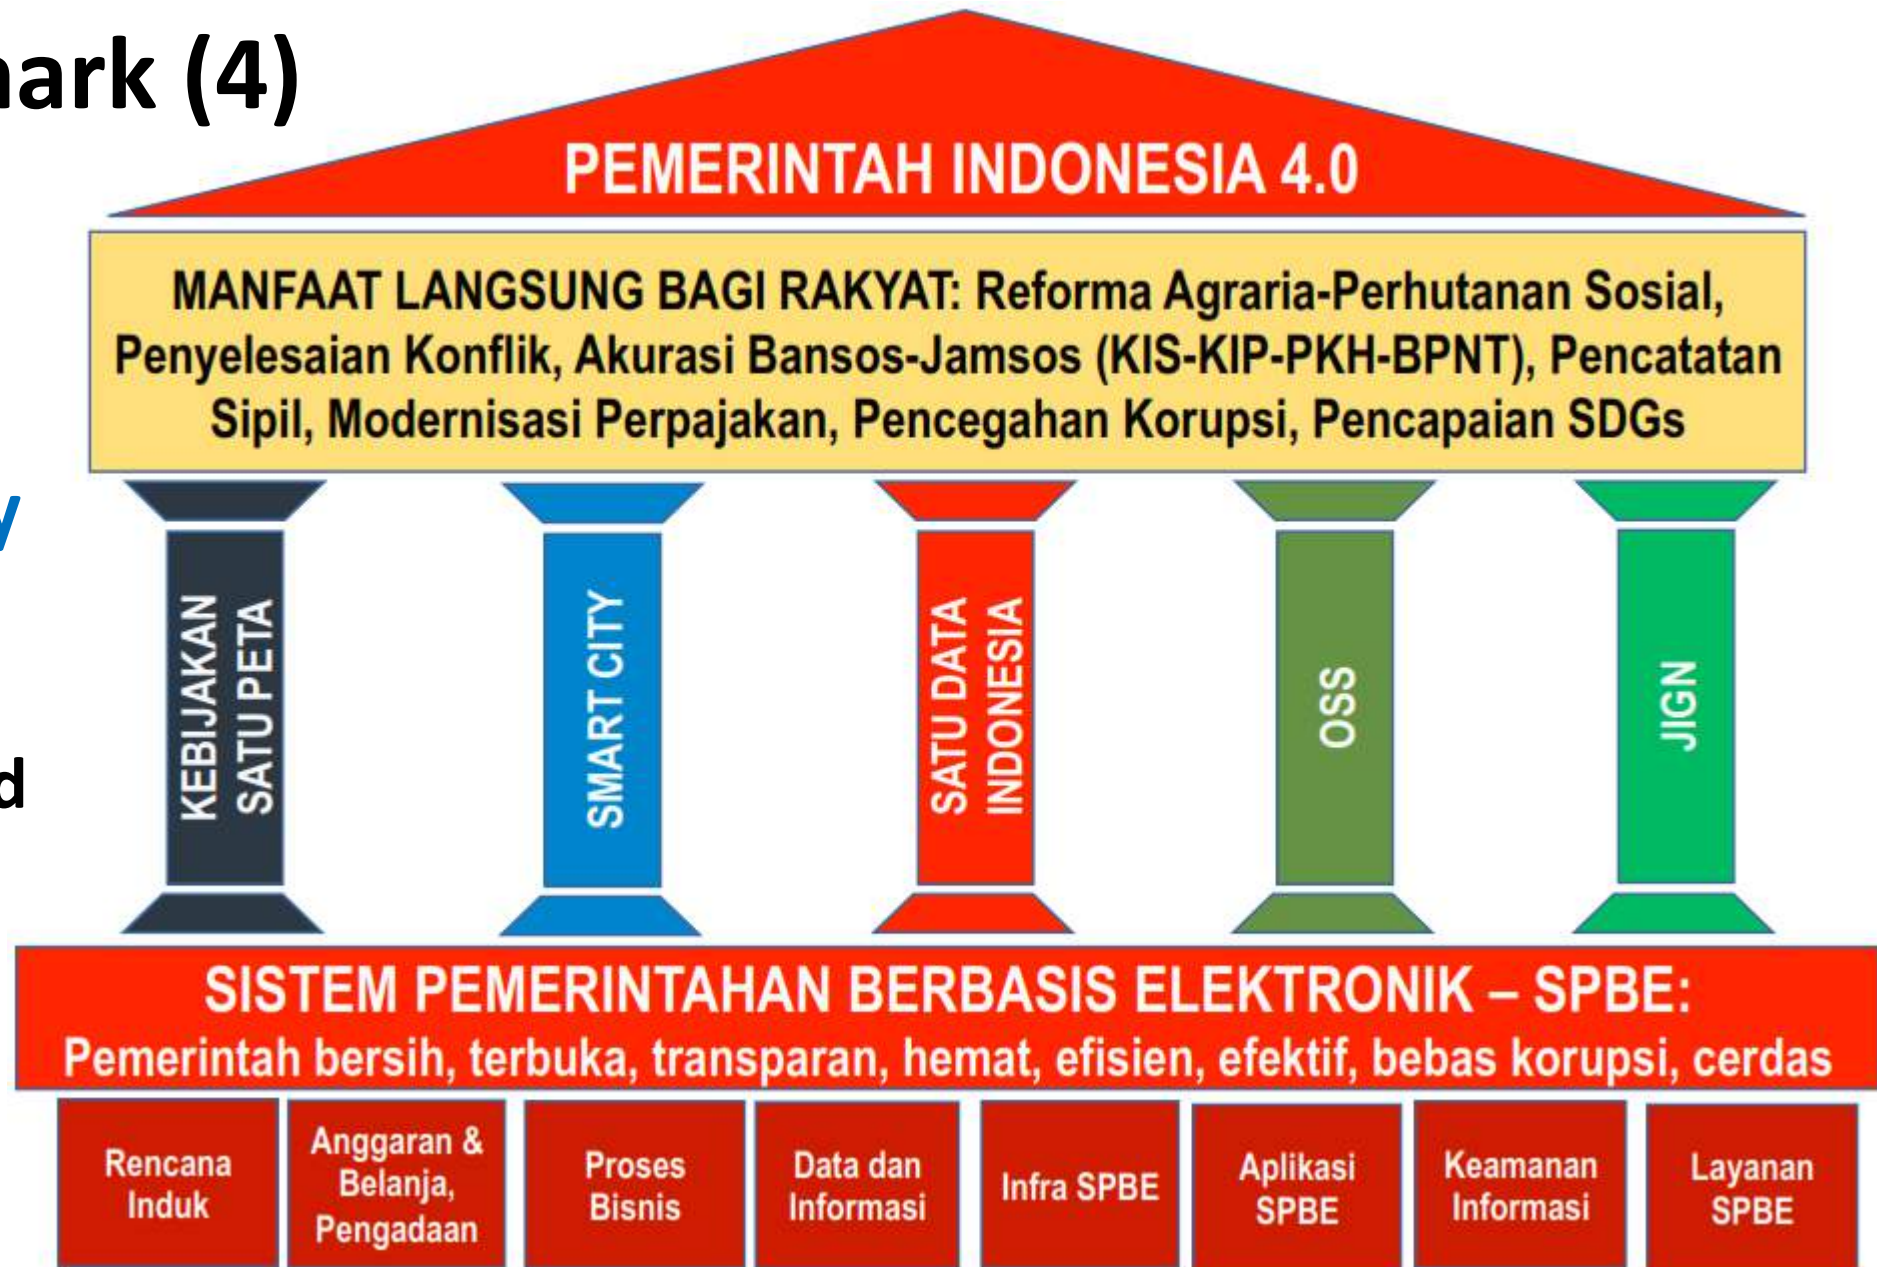 ark (4)
PEMERINTAH INDONESIA 4.0
MANFAAT LANGSUNG BAGI RAKYAT: Reforma Agraria-Perhutanan Sosial,
Penyelesaian Konflik, Akurasi Bansos-Jamsos (KIS-KIP-PKH-BPNT), Pencatatan
Sipil, Modernisasi Perpajakan, Pencegahan Korupsi, Pencapaian SDGs
y
d
KEBIJAKAN
SATU PETA
SMART CITY
SATU DATA
INDONESIA
OSS
JIGN
SISTEM PEMERINTAHAN BERBASIS ELEKTRONIK – SPBE:
Pemerintah bersih, terbuka, transparan, hemat, efisien, efektif, bebas korupsi, cerdas
Rencana
Induk
Anggaran &
Belanja,
Pengadaan
Proses
Bisnis
Data dan
Informasi
Infra SPBE
Aplikasi
SPBE
Keamanan
Informasi
Layanan
SPBE